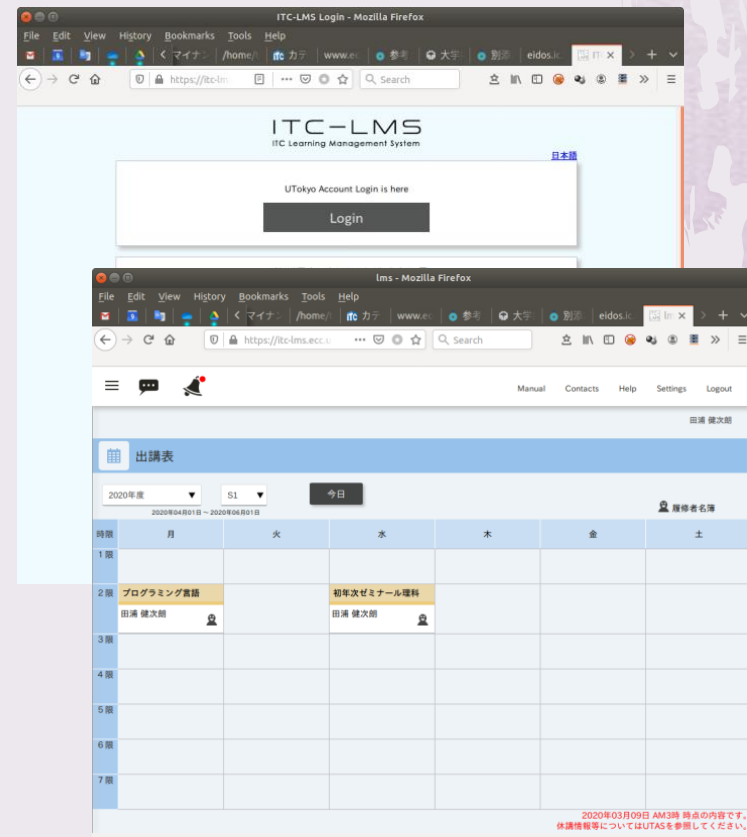 ITC-LMS Login - Mozilla Firefox
File Edit View History Bookmarks Tools Help
マイナン /home/ itc カテ www.ec 参考 大学 別添 eidos.ic IT
https://itc-lm Search
ITC-LMS
ITC Learning Management System
日本語
UTokyo Account Login is here
Login
lms - Mozilla Firefox
File Edit View History Bookmarks Tools Help
マイナン /home/ itc カテ www.ec 参考 大学 別添 eidos.ic lm
https://itc-lms.ecc.u Search
Manual Contacts Help Settings Logout
田浦 健次朗
出講表
2020年度 ▼ S1 ▼ 今日
2020年04月01日 ~ 2020年06月01日
履修者名簿
時限 月 火 水 木 金 土
1 限
2 限 プログラミング言語 初年次ゼミナール理科
田浦 健次朗 田浦 健次朗
3 限
4 限
5 限
6 限
7 限
2020年03月09日 AM3時 時点の内容です。
休講情報等についてはUTASを参照してください。